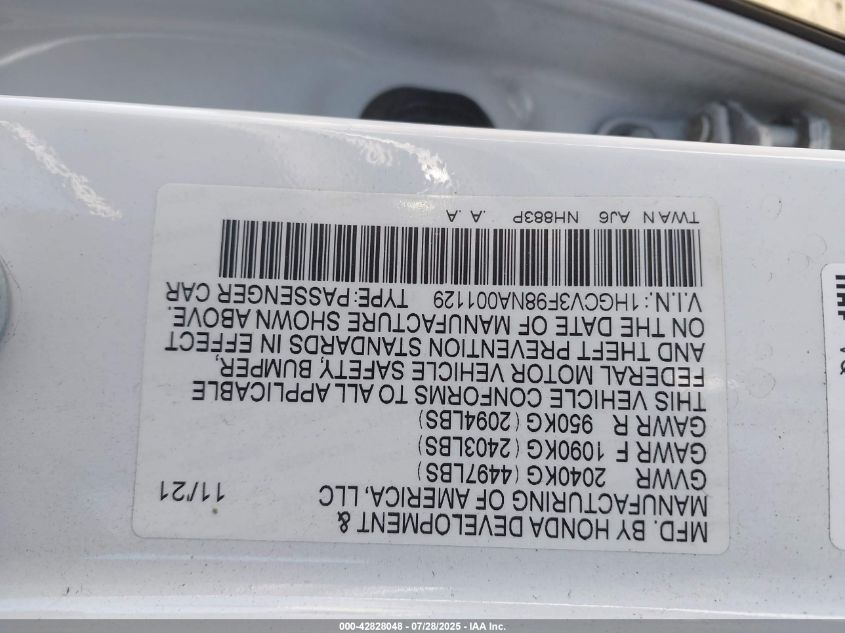 MFD. BY HONDA DEVELOPMENT &
MANUFACTURING OF AMERICA, LLC 11/21
GVWR 2040KG (4497LBS)
GAWR F 1090KG (2403LBS)
GAWR R 950KG (2094LBS)
THIS VEHICLE CONFORMS TO ALL APPLICABLE
FEDERAL MOTOR VEHICLE SAFETY, BUMPER,
AND THEFT PREVENTION STANDARDS IN EFFECT
ON THE DATE OF MANUFACTURE SHOWN ABOVE.
V.I.N.: 1HGCV3F98NA001129 TYPE: PASSENGER CAR
TWAN AJ6 NH883P .A .A
000-42828048 - 07/28/2025 - IAA Inc.